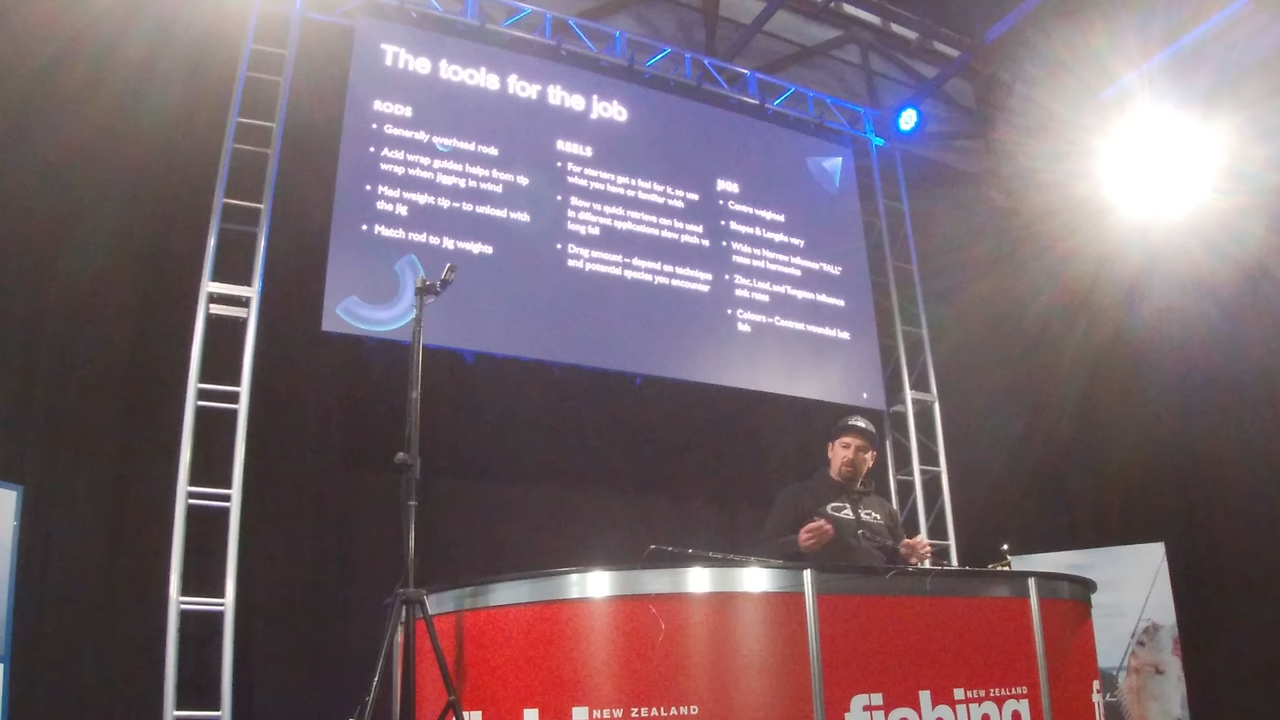 The tools for the job
RODS
• Generally overhead rods
• Acid wrap guides helps from tip
wrap when jigging in wind
• Med weight tip – to unload with
the jig
• Match rod to jig weights
REELS
• For starters get a feel for it, so use
what you have or familiar with
• Slow vs quick retrieve can be used
in different applications slow pitch vs
long fall
• Drag amount – depend on technique
and potential species you encounter
JIGS
• Centre weighted
• Shapes & Lengths very
• Wide vs Narrow influence "FALL"
rates and harmonics
• Zinc, Lead, and Tungsten influence
sink rates
• Colours – Contrast wounded bait
fish
CATCH
NEW ZEALAND
NEW ZEALAND
fishing